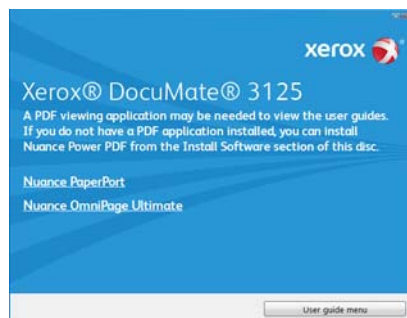 xerox
Xerox® DocuMate® 3125
A PDF viewing application may be needed to view the user guides.
If you do not have a PDF application installed, you can install
Nuance Power PDF from the Install Software section of this disc.
Nuance PaperPort
Nuance OmniPage Ultimate
User guide menu